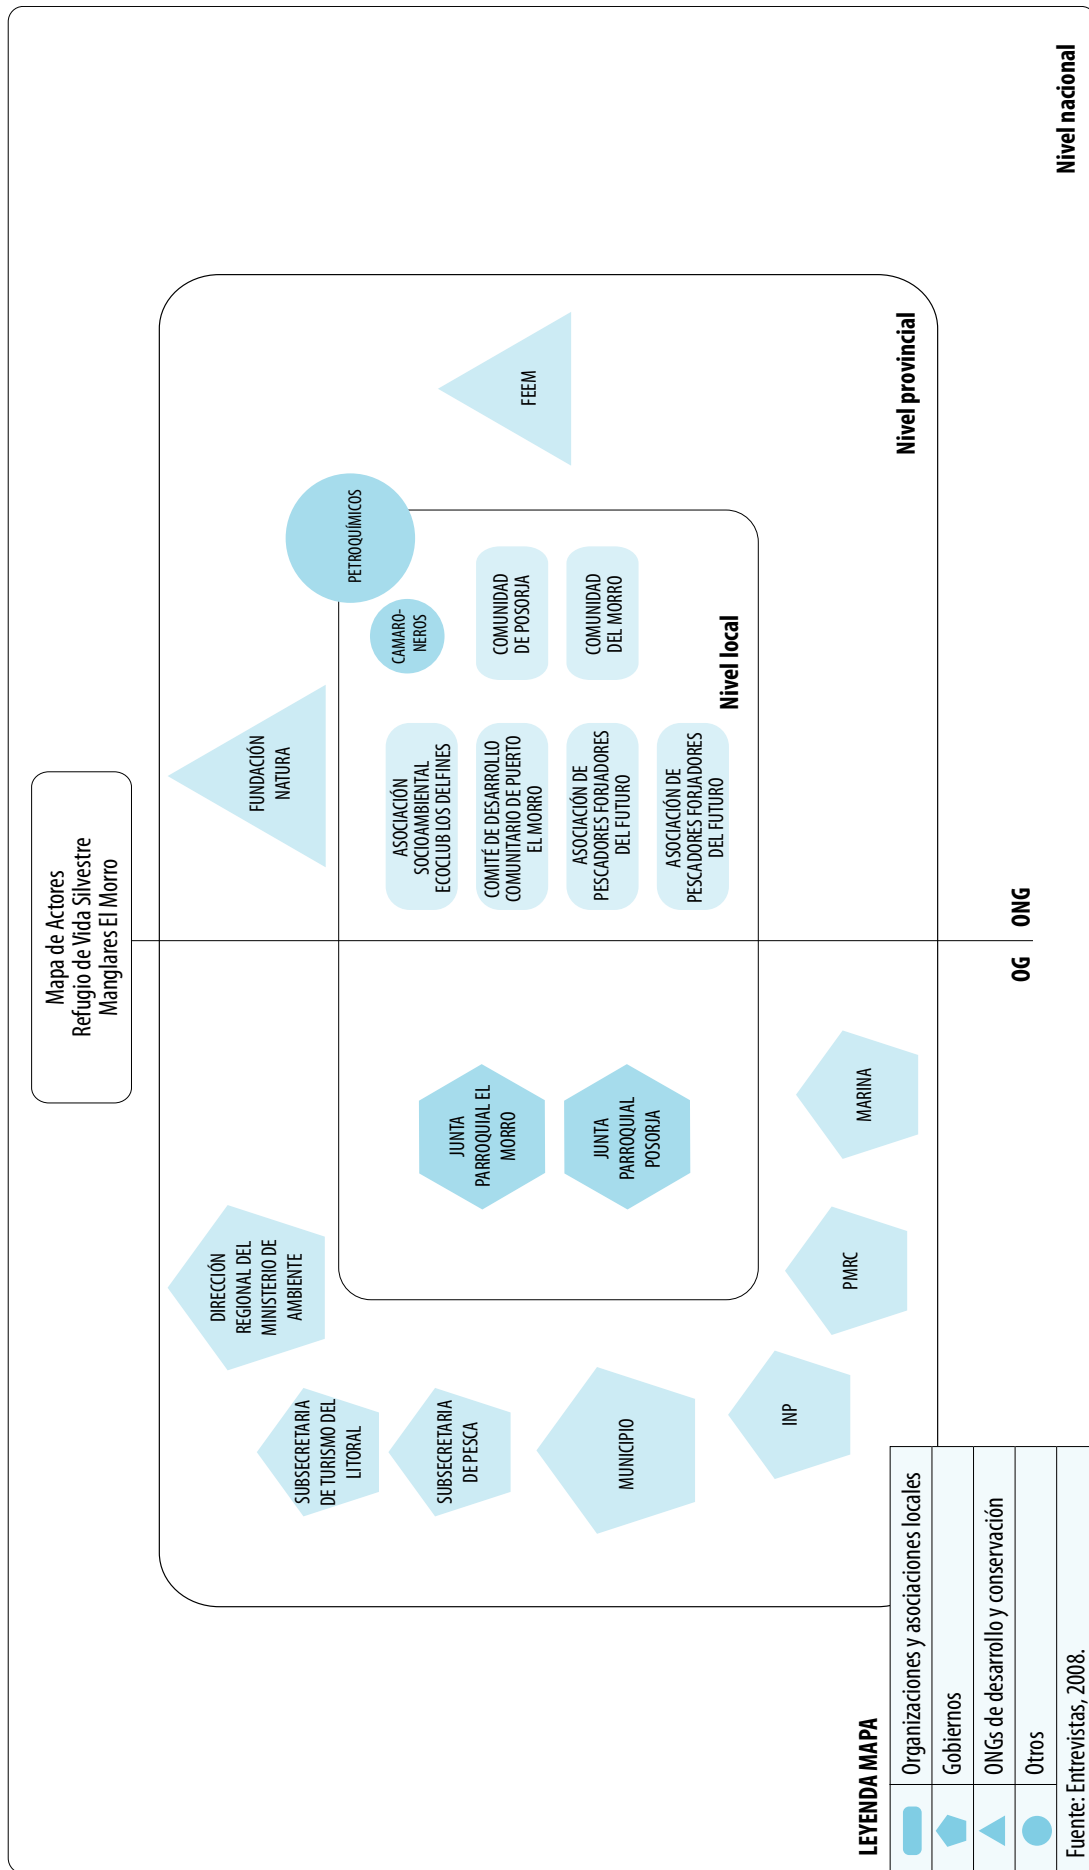 Mapa de Actores
Refugio de Vida Silvestre
Manglares El Morro
DIRECCIÓN
REGIONAL DEL
MINISTERIO DE
AMBIENTE
SUBSECRETARIA
DE TURISMO DEL
LITORAL
SUBSECRETARIA
DE PESCA
MUNICIPIO
INP
PMRC
MARINA
JUNTA
PARROQUIAL EL
MORRO
JUNTA
PARROQUIAL
POSORJA
FUNDACIÓN
NATURA
PETROQUÍMICOS
CAMARO-
NEROS
FEEM
ASOCIACIÓN
SOCIOAMBIENTAL
ECOCLUB LOS DELFINES
COMITÉ DE DESARROLLO
COMUNITARIO DE PUERTO
EL MORRO
ASOCIACIÓN DE
PESCADORES FORJADORES
DEL FUTURO
ASOCIACIÓN DE
PESCADORES FORJADORES
DEL FUTURO
COMUNIDAD
DE POSORJA
COMUNIDAD
DEL MORRO
Nivel local
Nivel provincial
Nivel nacional
OG ONG
LEYENDA MAPA
Organizaciones y asociaciones locales
Gobiernos
ONGs de desarrollo y conservación
Otros
Fuente: Entrevistas, 2008.